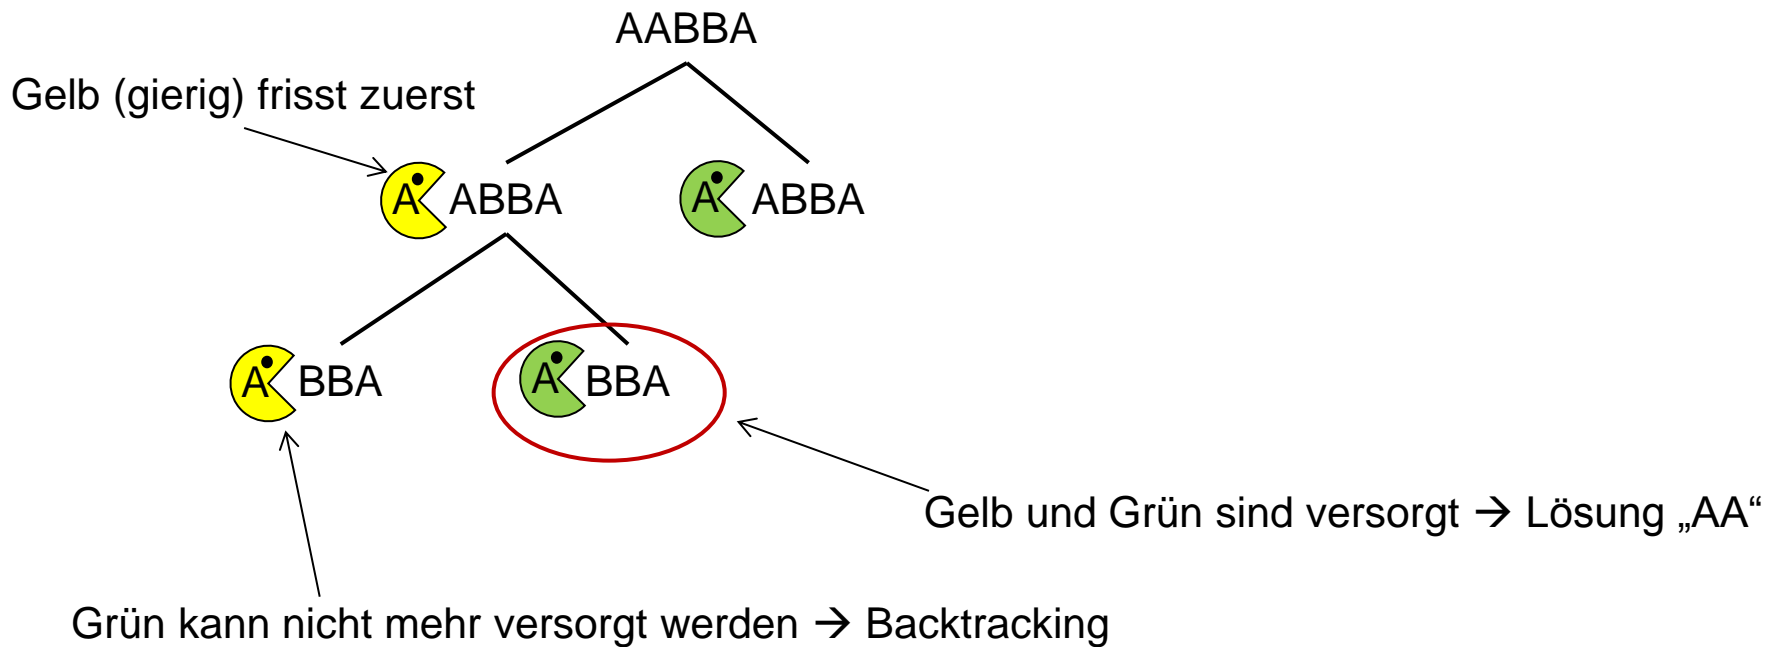 AABBA
Gelb (gierig) frisst zuerst
A ABBA
A ABBA
A BBA
A BBA
Gelb und Grün sind versorgt → Lösung „AA“
Grün kann nicht mehr versorgt werden → Backtracking